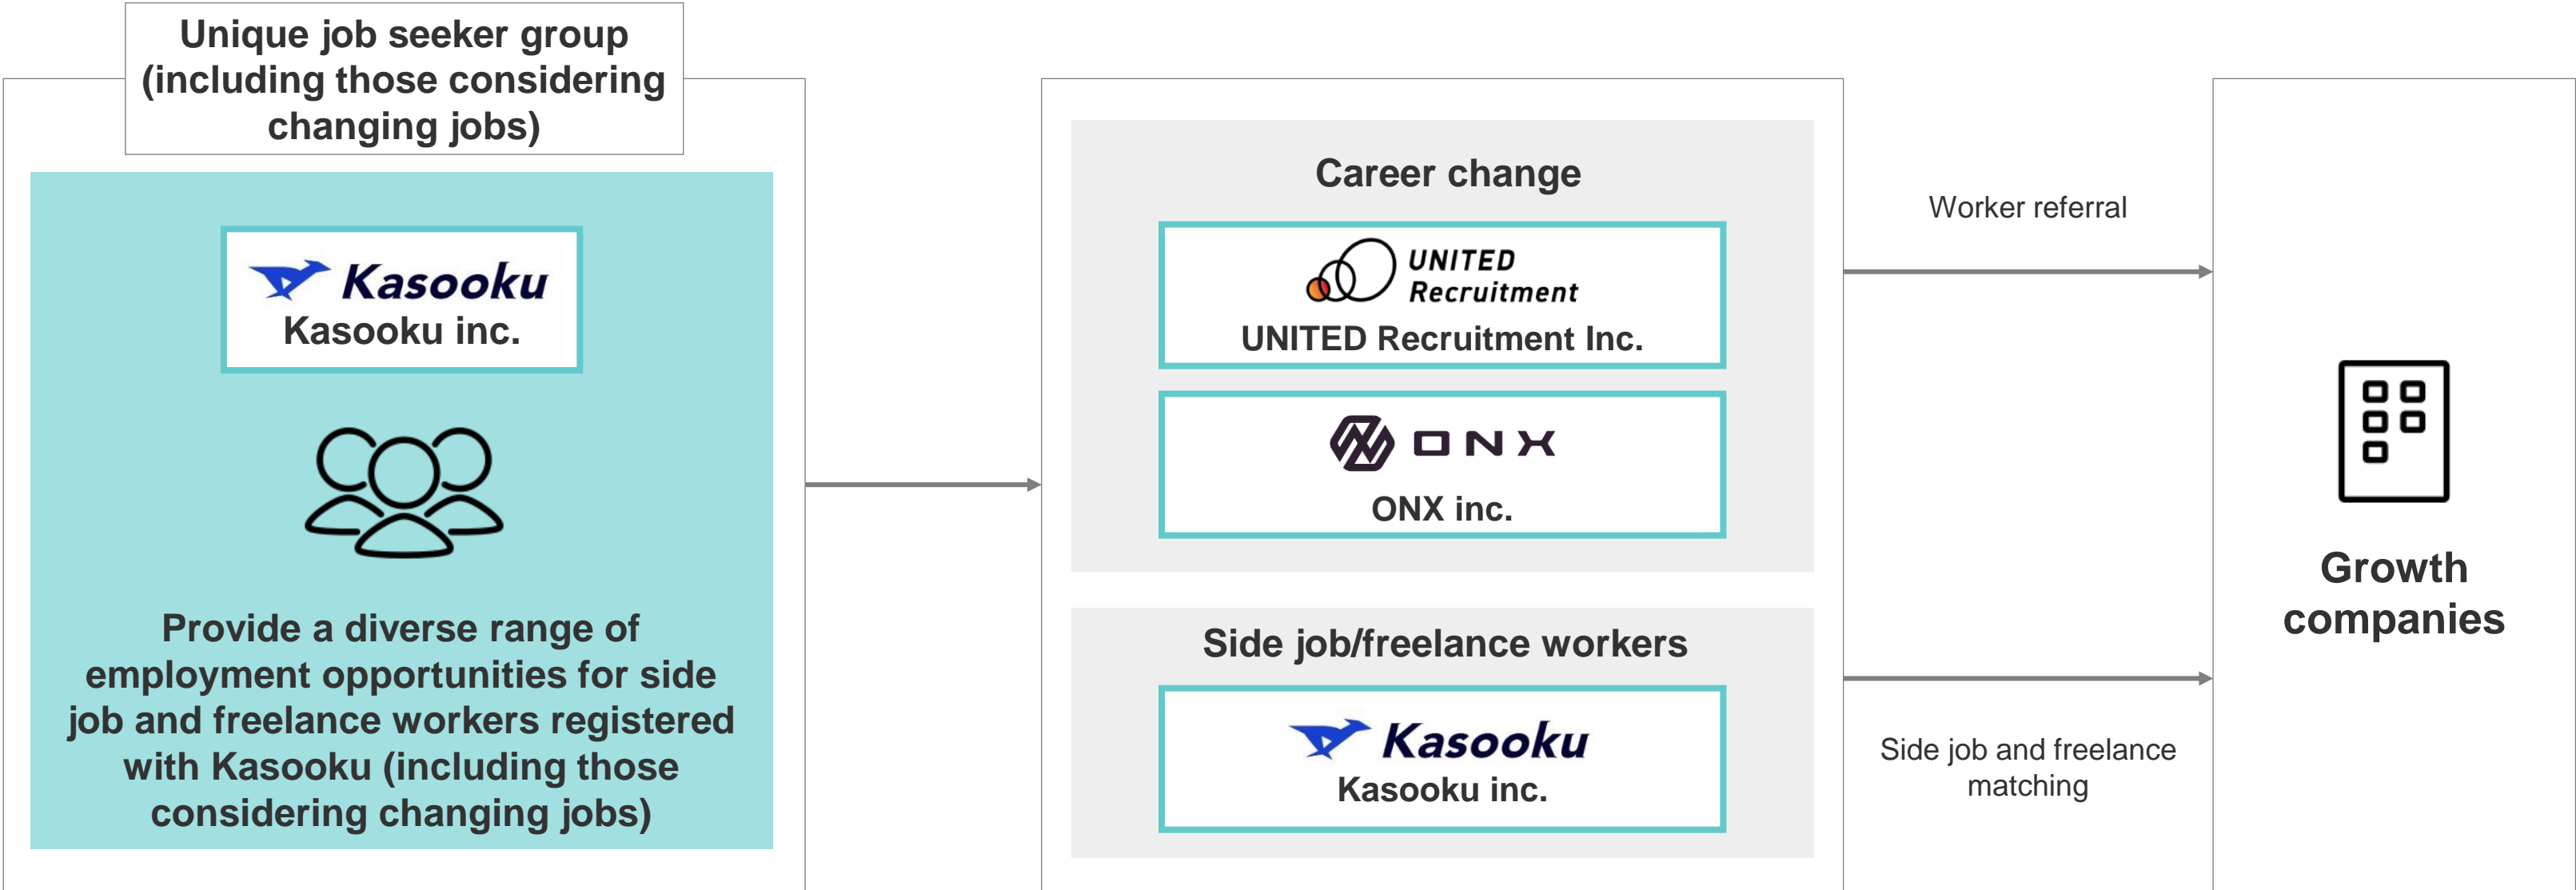 Unique job seeker group
(including those considering
changing jobs)
Kasooku
Kasooku inc.
Provide a diverse range of
employment opportunities for side
job and freelance workers registered
with Kasooku (including those
considering changing jobs)
Career change
UNITED
Recruitment
UNITED Recruitment Inc.
ONX
ONX inc.
Side job/freelance workers
Kasooku
Kasooku inc.
Worker referral
Side job and freelance
matching
Growth
companies